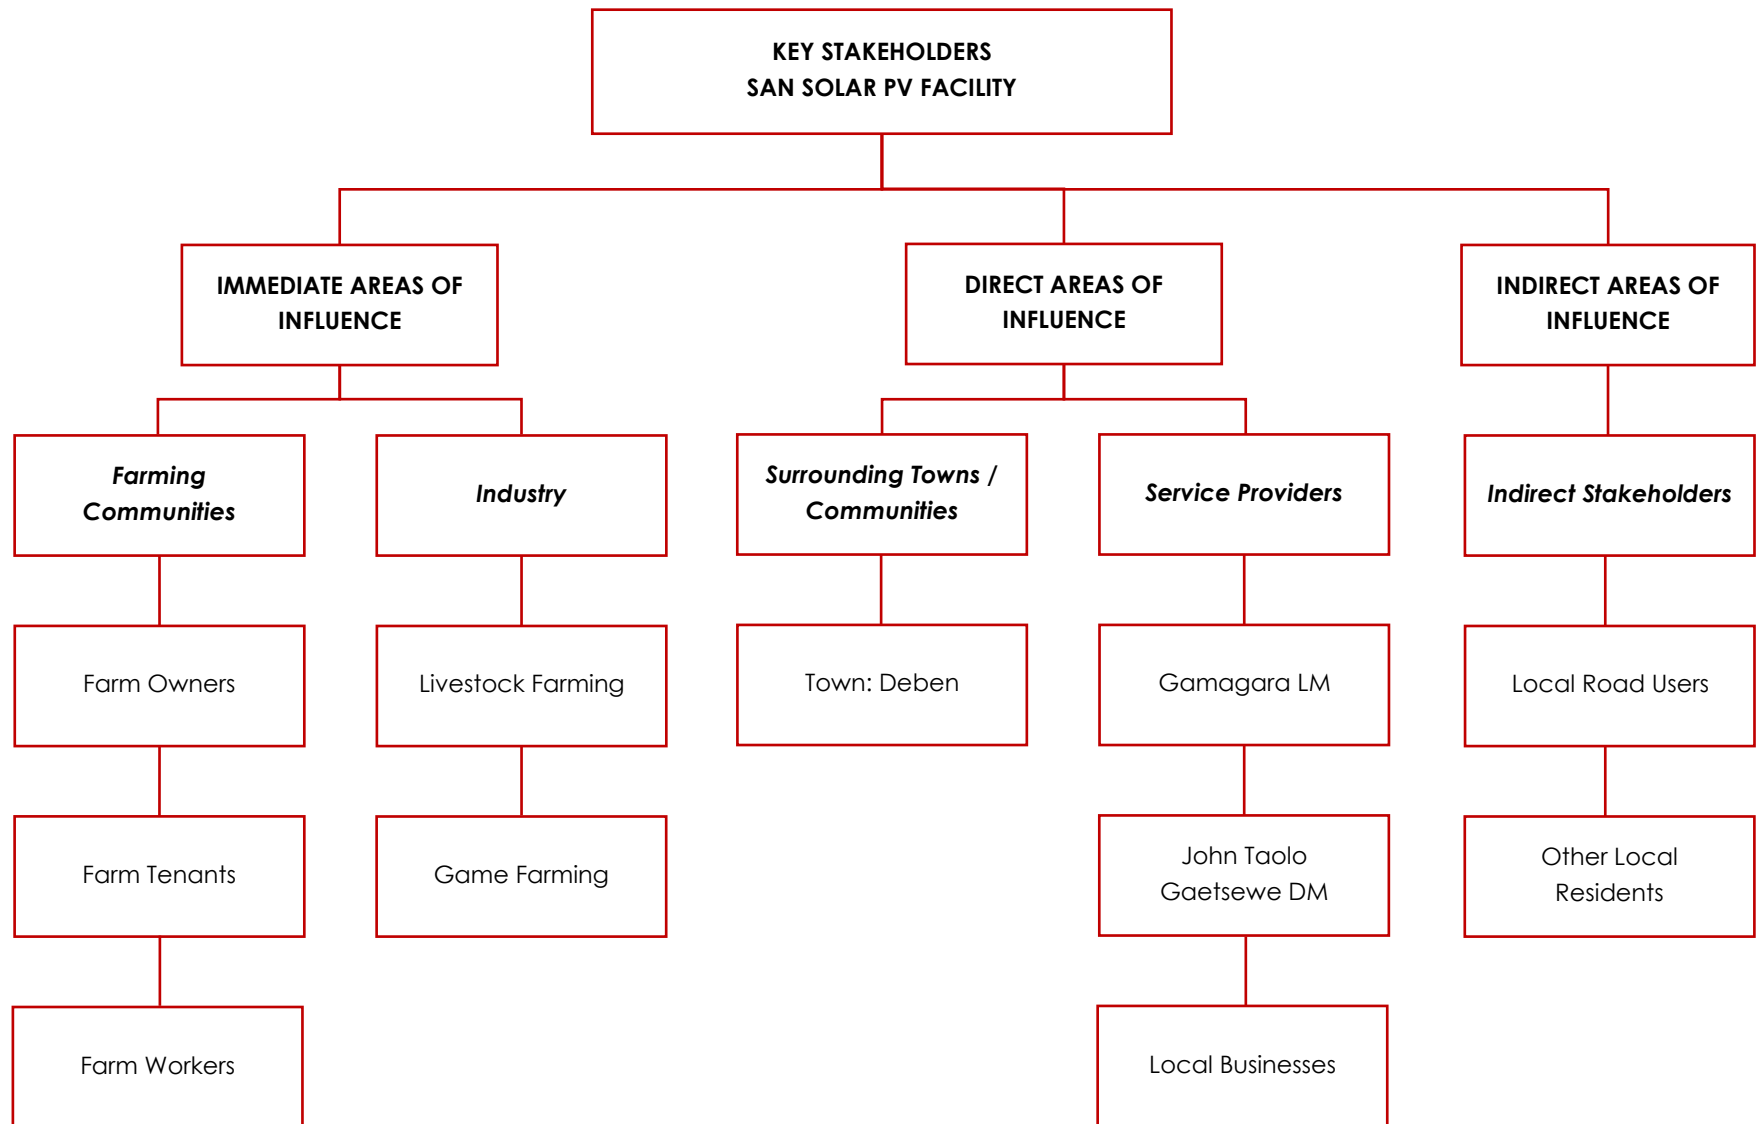 KEY STAKEHOLDERS
SAN SOLAR PV FACILITY
IMMEDIATE AREAS OF
INFLUENCE
DIRECT AREAS OF
INFLUENCE
INDIRECT AREAS OF
INFLUENCE
Farming
Communities
Industry
Surrounding Towns /
Communities
Service Providers
Indirect Stakeholders
Farm Owners
Livestock Farming
Town: Deben
Gamagara LM
Local Road Users
Farm Tenants
Game Farming
John Taolo
Gaetsewe DM
Other Local
Residents
Farm Workers
Local Businesses